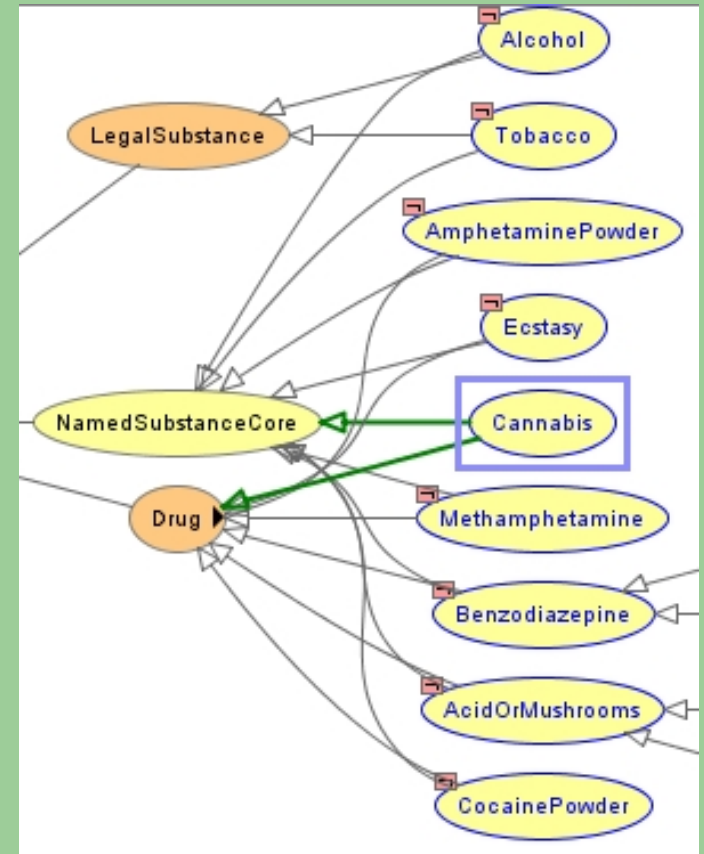 Alcohol
LegalSubstance
Tobacco
AmphetaminePowder
Ecstasy
NamedSubstanceCore
Cannabis
Drug
Methamphetamine
Benzodiazepine
AcidOrMushrooms
CocainePowder